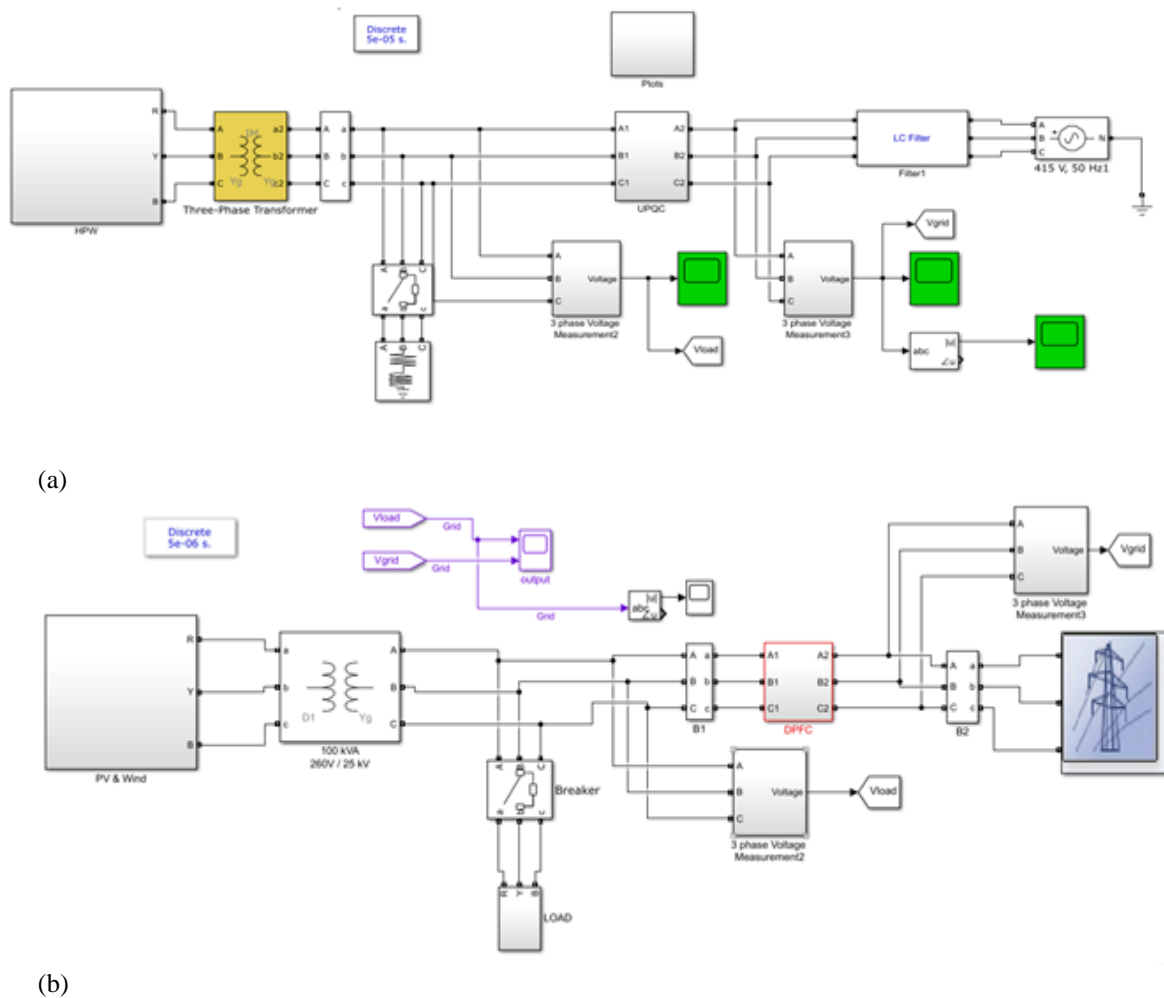 Discrete
5e-05 s.
Plots
HPW
R
Y
B
A
B
C
Yg
Yg
a2
b2
c2
Three-Phase Transformer
A
B
C
a
b
c
A1
B1
C1
A2
B2
C2
UPQC
LC Filter
Filter1
A
B
C
N
415 V, 50 Hz1
A
B
C
a
b
c
A
B
C
A
B
C
Voltage
3 phase Voltage
Measurement2
Vload
A
B
C
Voltage
3 phase Voltage
Measurement3
Vgrid
abc
|u|
∠u
(a)
Discrete
5e-06 s.
Vload
Grid
Vgrid
Grid
output
Grid
abc
|u|
∠u
A
B
C
Voltage
3 phase Voltage
Measurement3
Vgrid
R
Y
B
PV & Wind
a
b
c
D1
Yg
A
B
C
100 kVA
260V / 25 kV
A
B
C
a
b
c
Breaker
R
Y
B
LOAD
A
B
C
a
b
c
B1
A1
B1
C1
A2
B2
C2
DPFC
A
B
C
a
b
c
B2
A
B
C
Voltage
3 phase Voltage
Measurement2
Vload
(b)